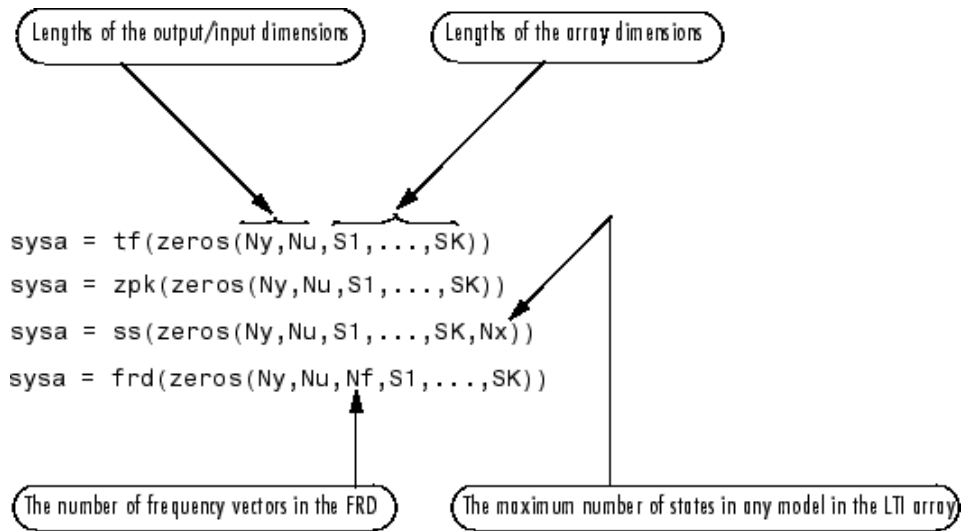 Lengths of the output/input dimensions
Lengths of the array dimensions
sysa = tf(zeros(Ny,Nu,S1,...,SK))
sysa = zpk(zeros(Ny,Nu,S1,...,SK))
sysa = ss(zeros(Ny,Nu,S1,...,SK,Nx))
sysa = frd(zeros(Ny,Nu,Nf,S1,...,SK))
The number of frequency vectors in the FRD
The maximum number of states in any model in the LTI array